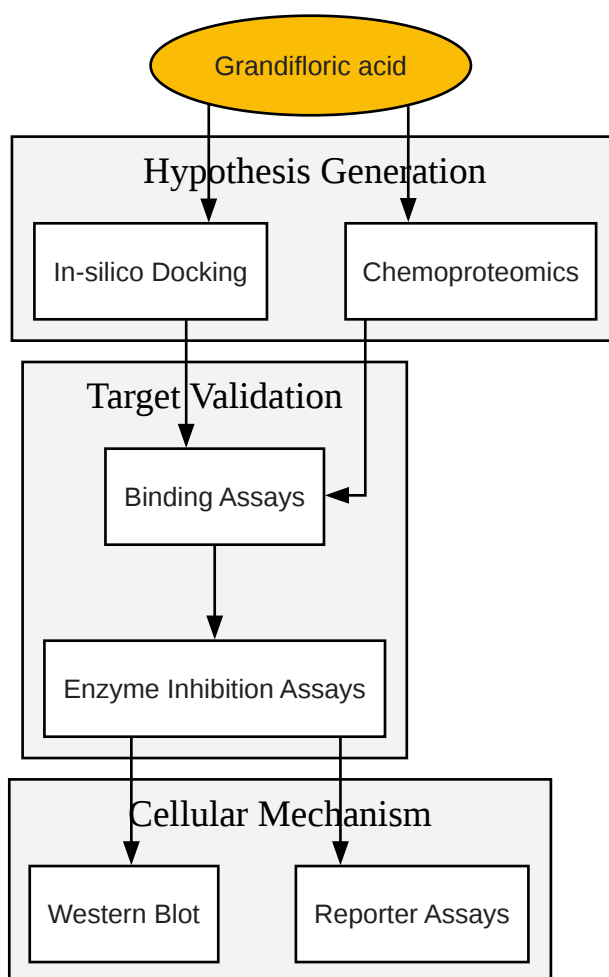 Grandifloric acid
Hypothesis Generation
In-silico Docking
Chemoproteomics
Target Validation
Binding Assays
Enzyme Inhibition Assays
Cellular Mechanism
Western Blot
Reporter Assays